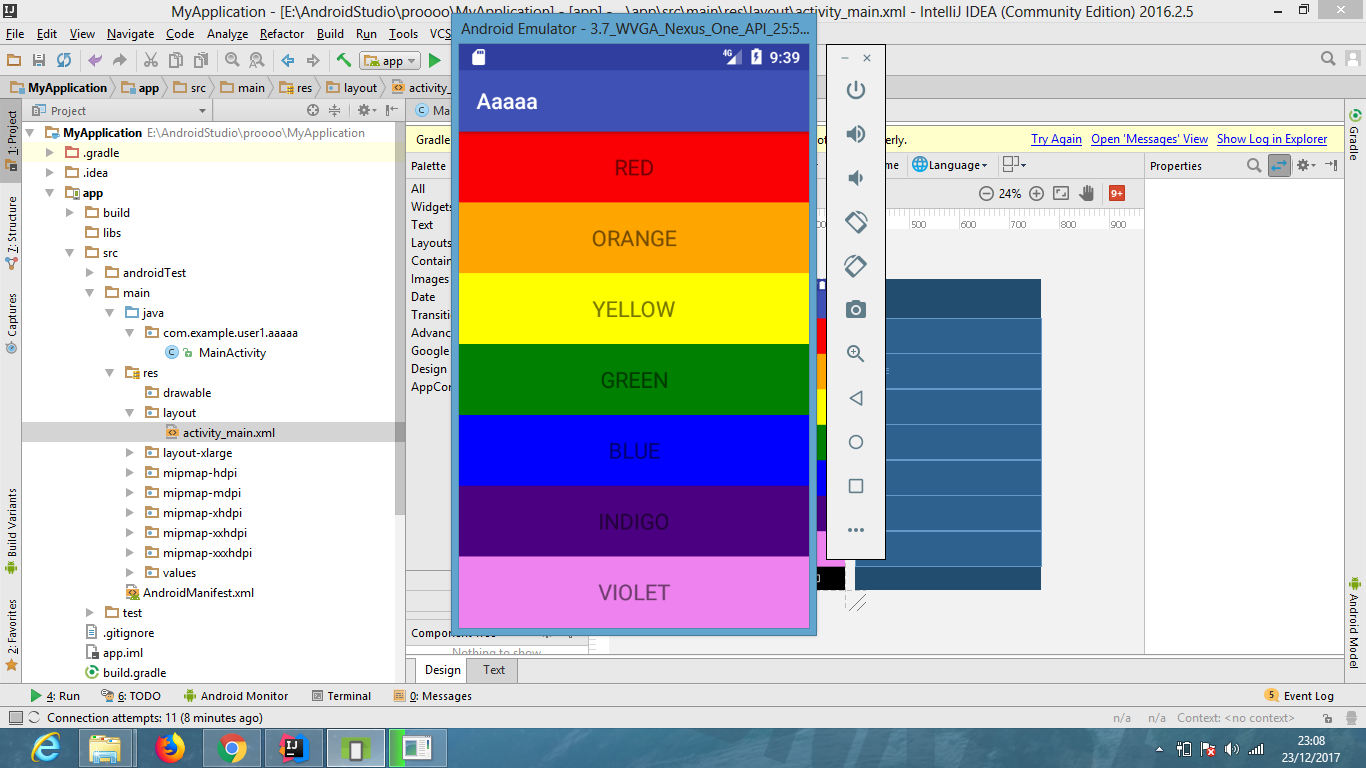 MyApplication - [E:\AndroidStudio\proooo\MyApplication] - [app] - ...\app\src\main\res\layout\activity_main.xml - IntelliJ IDEA (Community Edition) 2016.2.5
File Edit View Navigate Code Analyze Refactor Build Run Tools VCS
app
MyApplication app src main res layout activity_
Project
MyApplication E:\AndroidStudio\proooo\MyApplication
.gradle
.idea
app
build
libs
src
androidTest
main
java
com.example.user1.aaaaa
MainActivity
res
drawable
layout
activity_main.xml
layout-xlarge
mipmap-hdpi
mipmap-mdpi
mipmap-xhdpi
mipmap-xxhdpi
mipmap-xxxhdpi
values
AndroidManifest.xml
test
.gitignore
app.iml
build.gradle
1: Project
7: Structure
Captures
Build Variants
2: Favorites
Ma
Gradle
Palette
All
Widgets
Text
Layouts
Contain
Images
Date
Transitio
Advanc
Google
Design
AppCo
Nothing to show
Design Text
Android Emulator - 3.7_WVGA_Nexus_One_API_25:5...
4G 9:39
Aaaaa
RED
ORANGE
YELLOW
GREEN
BLUE
INDIGO
VIOLET
erly.
Try Again Open 'Messages' View Show Log in Explorer
me Language
24% 9+
500 600 700 800 900
Properties
Gradle
Android Model
4: Run 6: TODO Android Monitor Terminal 0: Messages
5 Event Log
Connection attempts: 11 (8 minutes ago)
n/a n/a Context: <no context>
23:08
23/12/2017